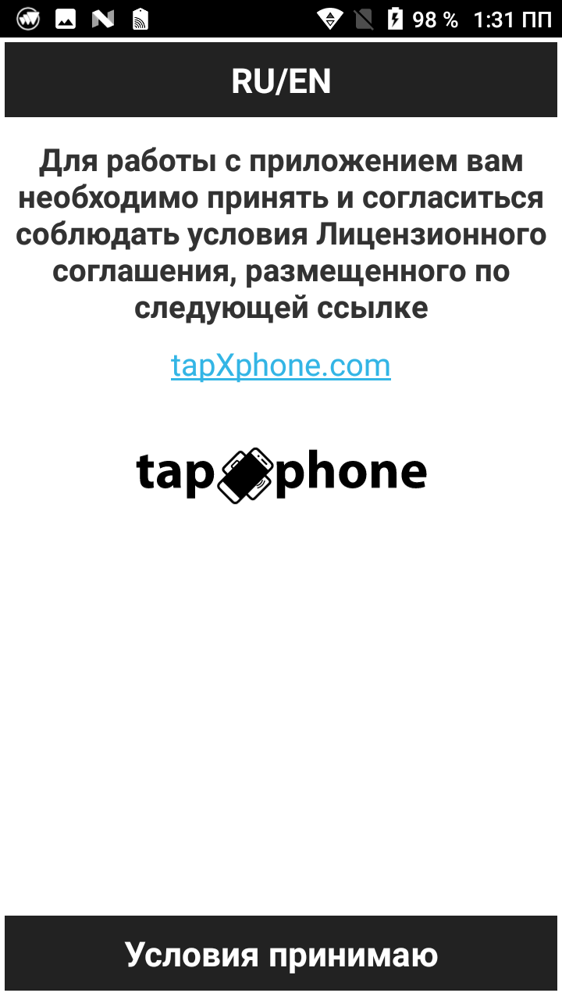 98 % 1:31 ПП
RU/EN
Для работы с приложением вам
необходимо принять и согласиться
соблюдать условия Лицензионного
соглашения, размещенного по
следующей ссылке
tapXphone.com
tap phone
Условия принимаю